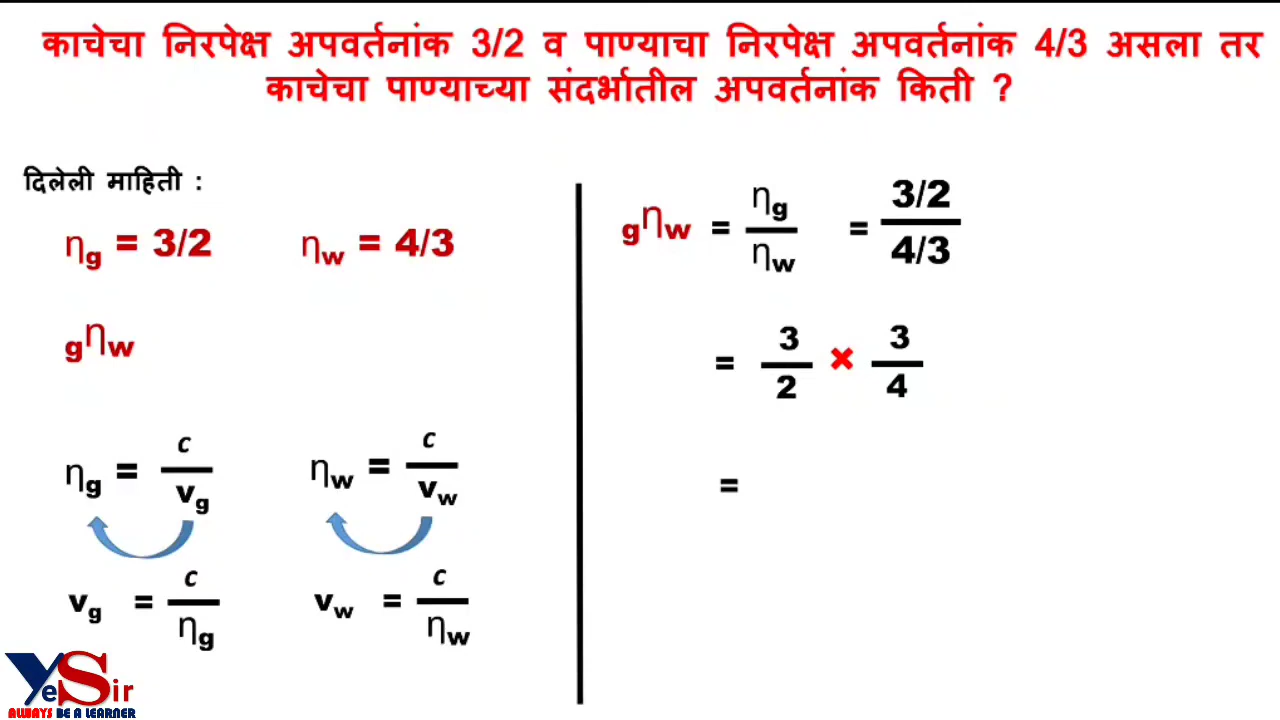 काचेचा निरपेक्ष अपवर्तनांक 3/2 व पाण्याचा निरपेक्ष अपवर्तनांक 4/3 असला तर
काचेचा पाण्याच्या संदर्भातील अपवर्तनांक किती ?
दिलेली माहिती :
ηg = 3/2 ηw = 4/3
gηw
ηg = c/vg ηw = c/vw
vg = c/ηg vw = c/ηw
gηw = ηg/ηw = 3/2 / 4/3
= 3/2 × 3/4
=
YeSir
ALWAYS BE A LEARNER